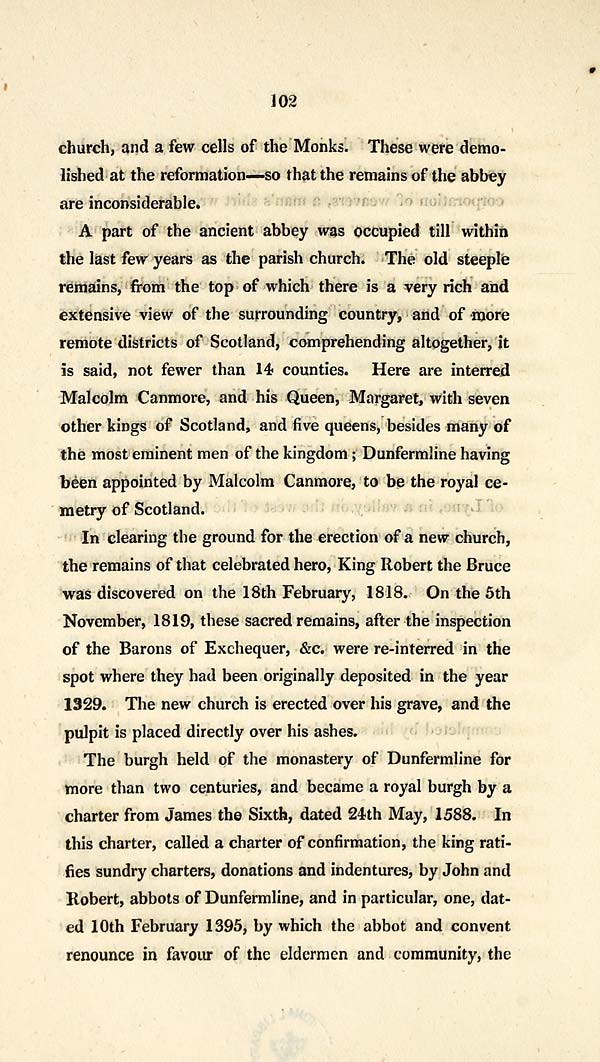 102
church, and a few cells of the Monks. These were demo-
lished at the reformation—so that the remains of the abbey
are inconsiderable.
A part of the ancient abbey was occupied till within
the last few years as the parish church. The old steeple
remains, from the top of which there is a very rich and
extensive view of the surrounding country, and of more
remote districts of Scotland, comprehending altogether, it
is said, not fewer than 14 counties. Here are interred
Malcolm Canmore, and his Queen, Margaret, with seven
other kings of Scotland, and five queens, besides many of
the most eminent men of the kingdom; Dunfermline having
been appointed by Malcolm Canmore, to be the royal ce-
metry of Scotland.
In clearing the ground for the erection of a new church,
the remains of that celebrated hero, King Robert the Bruce
was discovered on the 18th February, 1818. On the 5th
November, 1819, these sacred remains, after the inspection
of the Barons of Exchequer, &c. were re-interred in the
spot where they had been originally deposited in the year
1329. The new church is erected over his grave, and the
pulpit is placed directly over his ashes.
The burgh held of the monastery of Dunfermline for
more than two centuries, and became a royal burgh by a
charter from James the Sixth, dated 24th May, 1588. In
this charter, called a charter of confirmation, the king rati-
fies sundry charters, donations and indentures, by John and
Robert, abbots of Dunfermline, and in particular, one, dat-
ed 10th February 1395, by which the abbot and convent
renounce in favour of the eldermen and community, the